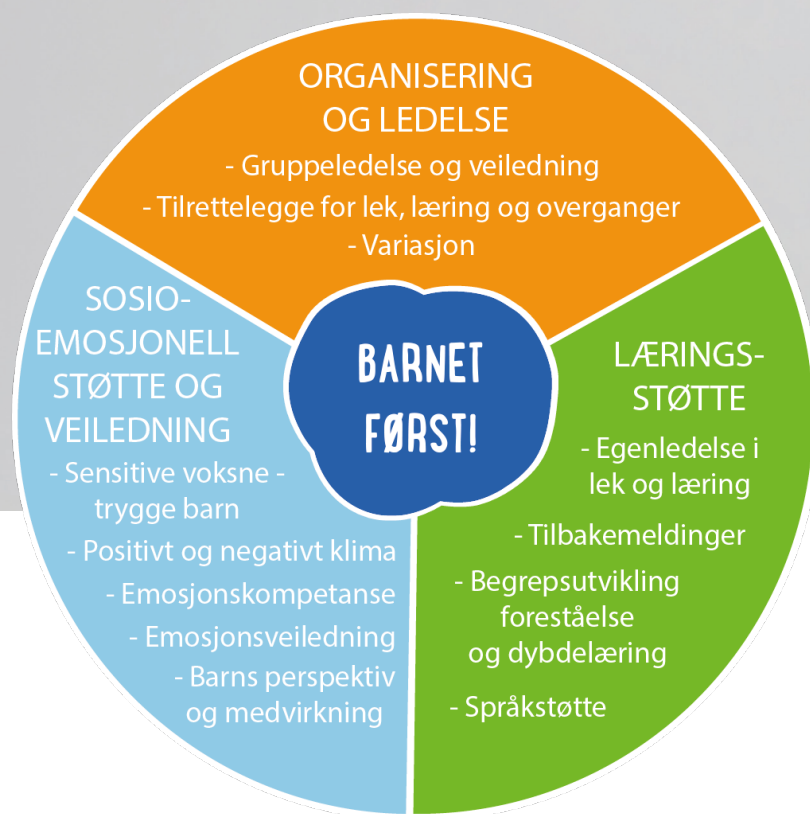 ORGANISERING
OG LEDELSE
- Gruppeledelse og veiledning
- Tilrettelegge for lek, læring og overganger
- Variasjon
SOSIO-
EMOSJONELL
STØTTE OG
VEILEDNING
- Sensitive voksne -
trygge barn
- Positivt og negativt klima
- Emosjonskompetanse
- Emosjonsveiledning
- Barns perspektiv
og medvirkning
BARNET
FØRST!
LÆRINGS-
STØTTE
- Egenledelse i
lek og læring
- Tilbakemeldinger
- Begrepsutvikling
foreståelse
og dybdelæring
- Språkstøtte